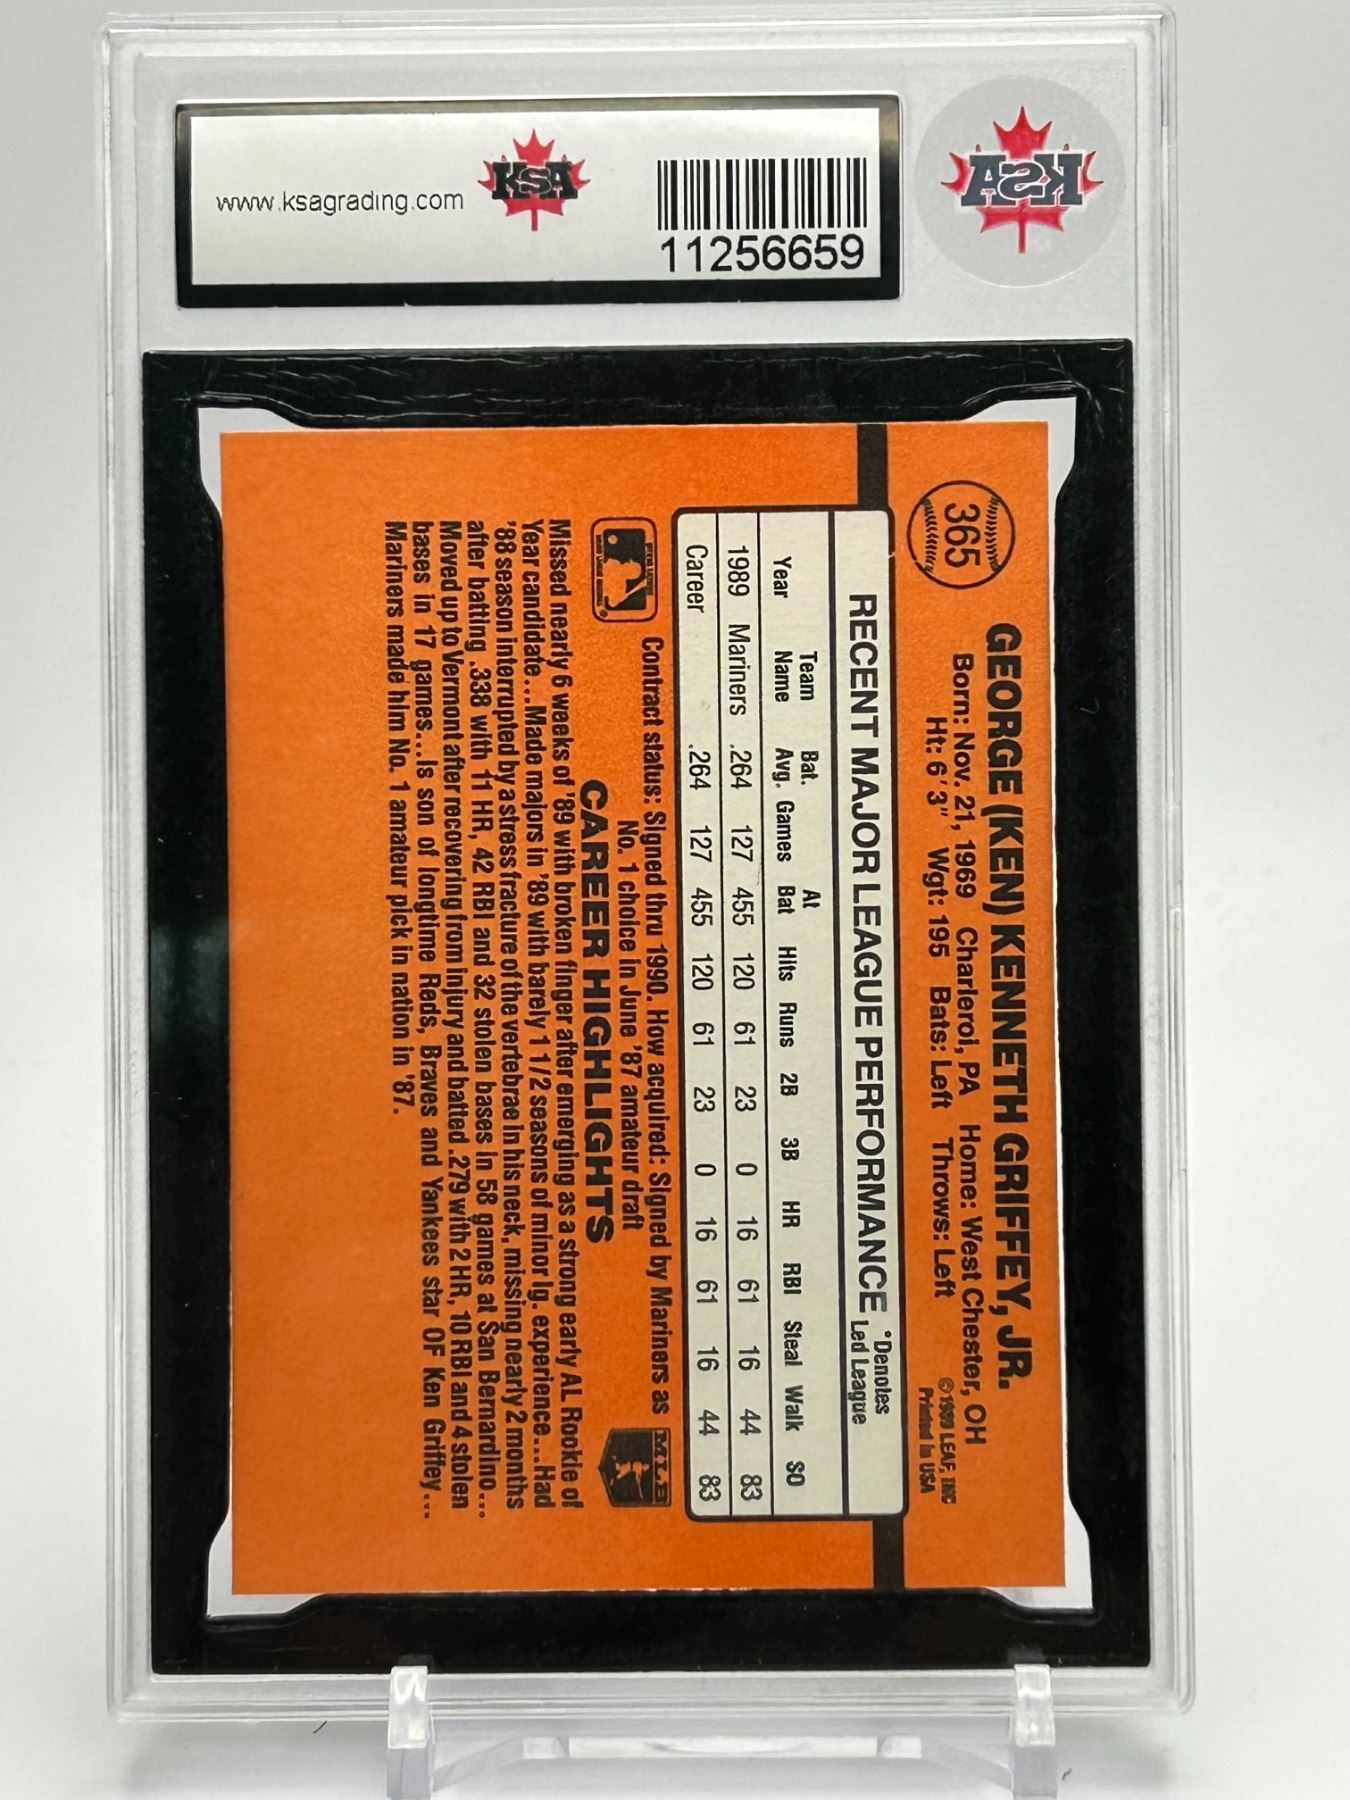 www.ksagrading.com
KSA
11256659
KSA
365
GEORGE (KEN) KENNETH GRIFFEY, JR.
Born: Nov. 21, 1969 Charleroi, PA Home: West Chester, OH
Ht: 6'3" Wgt: 195 Bats: Left Throws: Left
©1989 LEAF, INC
Printed in USA
RECENT MAJOR LEAGUE PERFORMANCE
*Denotes
Led League
Year Team Name Bat. Avg. Games At Bat Hits Runs 2B 3B HR RBI Steal Walk SO
1989 Mariners .264 127 455 120 61 23 0 16 61 16 44 83
Career .264 127 455 120 61 23 0 16 61 16 44 83
Contract status: Signed thru 1990. How acquired: Signed by Mariners as
No. 1 choice in June '87 amateur draft
MLB
CAREER HIGHLIGHTS
Missed nearly 6 weeks of '89 with broken finger after emerging as a strong early AL Rookie of
Year candidate...Made majors in '89 with barely 1 1/2 seasons of minor lg. experience...Had
'88 season interrupted by a stress fracture of the vertebrae in his neck, missing nearly 2 months
after batting .338 with 11 HR, 42 RBI and 32 stolen bases in 58 games at San Bernardino...
Moved up to Vermont after recovering from injury and batted .279 with 2 HR, 10 RBI and 4 stolen
bases in 17 games...Is son of longtime Reds, Braves and Yankees star OF Ken Griffey...
Mariners made him No. 1 amateur pick in nation in '87.